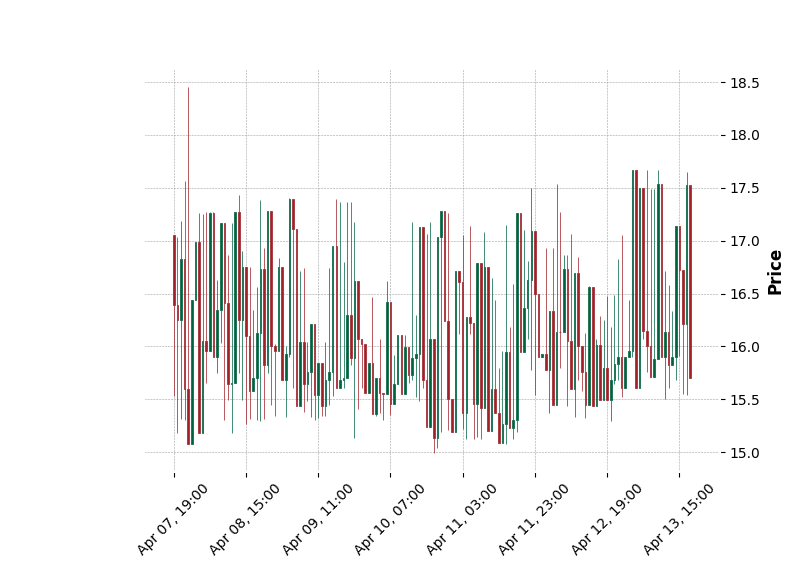 18.5
18.0
17.5
17.0
16.5
16.0
15.5
15.0
Price
Apr 07, 19:00
Apr 08, 15:00
Apr 09, 11:00
Apr 10, 07:00
Apr 11, 03:00
Apr 11, 23:00
Apr 12, 19:00
Apr 13, 15:00